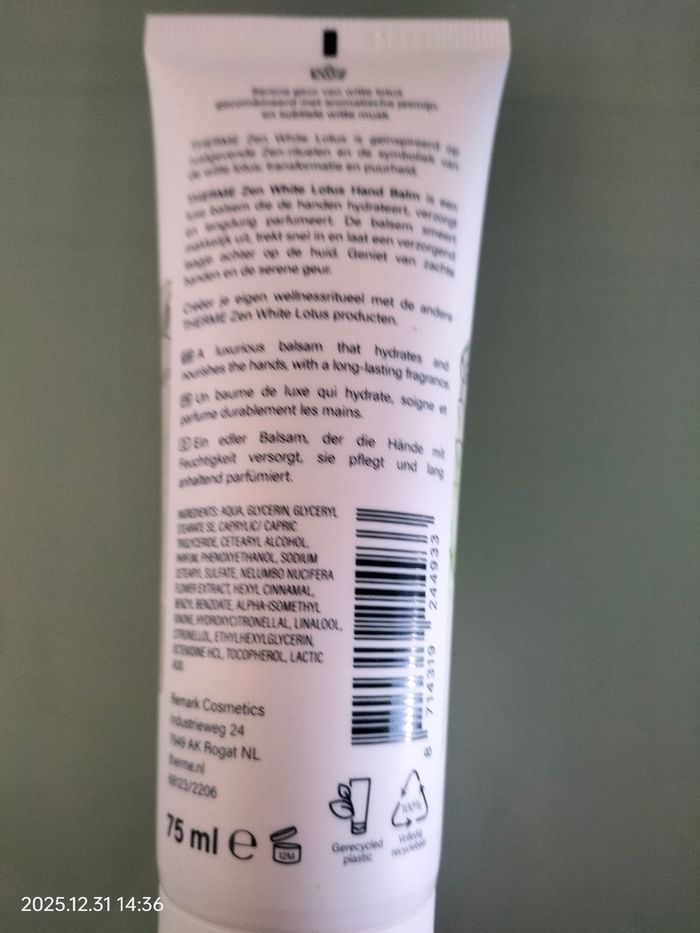 Serene geur van witte lotus
gecombineerd met aromatische jasmijn
en subtiele witte musk
THERME Zen White Lotus is geïnspireerd op
rustgevende Zen-rituelen en de symboliek van
de witte lotus; transformatie en puurheid.
THERME Zen White Lotus Hand Balm is een
luxe balsem die de handen hydrateert, verzorgt
en langdurig parfumeert. De balsem smeert
makkelijk uit, trekt snel in en laat een verzorgend
laagje achter op de huid. Geniet van zachte
handen en de serene geur.
Creëer je eigen wellnessritueel met de andere
THERME Zen White Lotus producten.
A luxurious balsam that hydrates and
nourishes the hands, with a long-lasting fragrance.
Un baume de luxe qui hydrate, soigne et
parfume durablement les mains.
Ein edler Balsam, der die Hände mit
Feuchtigkeit versorgt, sie pflegt und lang
anhaltend parfümiert.
INGREDIENTS: AQUA, GLYCERIN, GLYCERYL
STEARATE SE, CAPRYLIC/ CAPRIC
TRIGLYCERIDE, CETEARYL ALCOHOL,
PARFUM, PHENOXYETHANOL, SODIUM
CETEARYL SULFATE, NELUMBO NUCIFERA
FLOWER EXTRACT, HEXYL CINNAMAL,
BENZYL BENZOATE, ALPHA-ISOMETHYL
IONONE, HYDROXYCITRONELLAL, LINALOOL,
CITRONELLOL, ETHYLHEXYLGLYCERIN,
OCTENIDINE HCL, TOCOPHEROL, LACTIC
ACID
8 714319 244933
Remark Cosmetics
Industrieweg 24
7949 AK Rogat NL
therme.nl
68123/2206
75 ml e
12M
Gerecycled
plastic
100%
Volledig
recyclebaar
2025.12.31 14:36